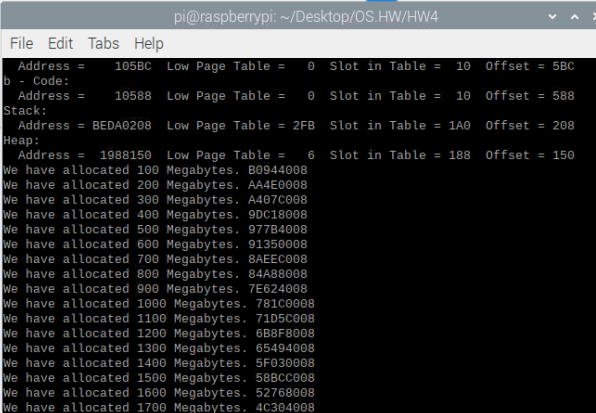 pi@raspberrypi: ~/Desktop/OS.HW/HW4
File Edit Tabs Help
Address = 105BC Low Page Table = 0 Slot in Table = 10 Offset = 5BC
b - Code:
Address = 10588 Low Page Table = 0 Slot in Table = 10 Offset = 588
Stack:
Address = BEDA0208 Low Page Table = 2FB Slot in Table = 1A0 Offset = 208
Heap:
Address = 1988150 Low Page Table = 6 Slot in Table = 188 Offset = 150
We have allocated 100 Megabytes. B0944008
We have allocated 200 Megabytes. AA4E0008
We have allocated 300 Megabytes. A407C008
We have allocated 400 Megabytes. 9DC18008
We have allocated 500 Megabytes. 977B4008
We have allocated 600 Megabytes. 91350008
We have allocated 700 Megabytes. 8AEEC008
We have allocated 800 Megabytes. 84A88008
We have allocated 900 Megabytes. 7E624008
We have allocated 1000 Megabytes. 781C0008
We have allocated 1100 Megabytes. 71D5C008
We have allocated 1200 Megabytes. 6B8F8008
We have allocated 1300 Megabytes. 65494008
We have allocated 1400 Megabytes. 5F030008
We have allocated 1500 Megabytes. 58BCC008
We have allocated 1600 Megabytes. 52768008
We have allocated 1700 Megabytes. 4C304008